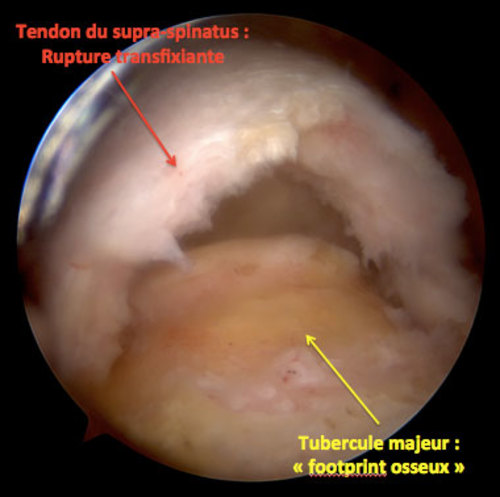 Tendon du supra-spinatus :
Rupture transfixiante
Tubercule majeur :
« footprint osseux »